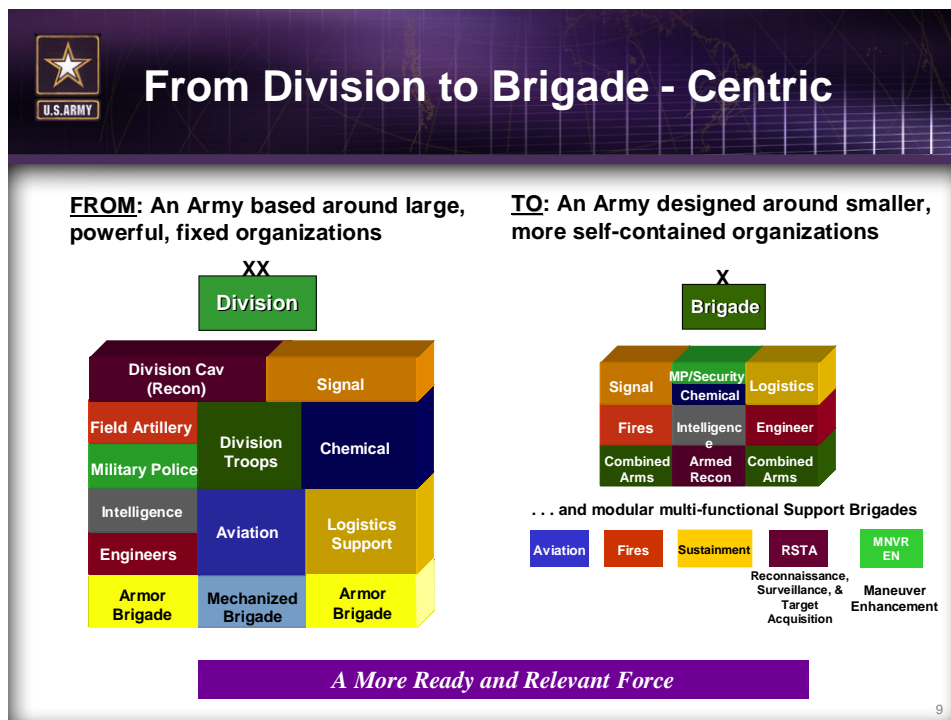 U.S.ARMY
From Division to Brigade - Centric
FROM: An Army based around large,
powerful, fixed organizations
XX
Division
Division Cav
(Recon)
Signal
Field Artillery
Military Police
Division
Troops
Chemical
Intelligence
Engineers
Aviation
Logistics
Support
Armor
Brigade
Mechanized
Brigade
Armor
Brigade
TO: An Army designed around smaller,
more self-contained organizations
X
Brigade
Signal
MP/Security
Chemical
Logistics
Fires
Intelligenc
e
Engineer
Combined
Arms
Armed
Recon
Combined
Arms
. . . and modular multi-functional Support Brigades
Aviation
Fires
Sustainment
RSTA
MNVR
EN
Reconnaissance,
Surveillance, &
Target
Acquisition
Maneuver
Enhancement
A More Ready and Relevant Force
9